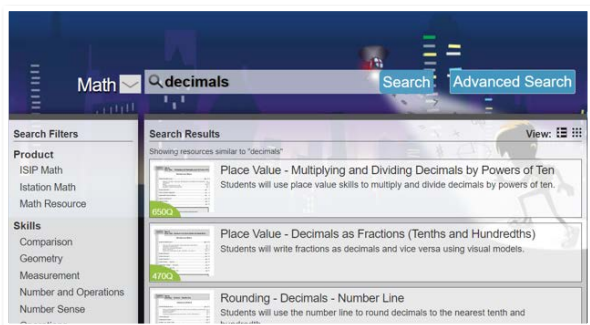 Math
decimals
Search
Advanced Search
Search Filters
Product
ISIP Math
Istation Math
Math Resource
Skills
Comparison
Geometry
Measurement
Number and Operations
Number Sense
Operations
Search Results
View:
Showing resources similar to "decimals"
Place Value - Multiplying and Dividing Decimals by Powers of Ten
Students will use place value skills to multiply and divide decimals by powers of ten.
650Q
Place Value - Decimals as Fractions (Tenths and Hundredths)
Students will write fractions as decimals and vice versa using visual models.
470Q
Rounding - Decimals - Number Line
Students will use the number line to round decimals to the nearest tenth and
hundredth